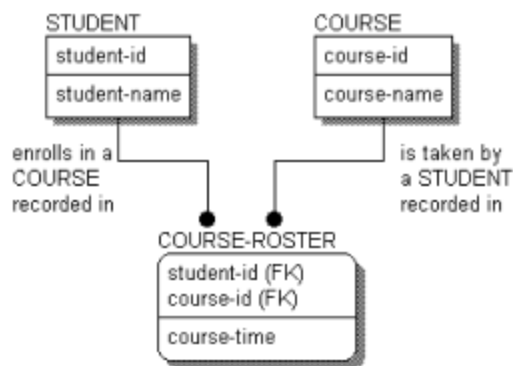 STUDENT
student-id
student-name
COURSE
course-id
course-name
enrolls in a
COURSE
recorded in
is taken by
a STUDENT
recorded in
COURSE-ROSTER
student-id (FK)
course-id (FK)
course-time